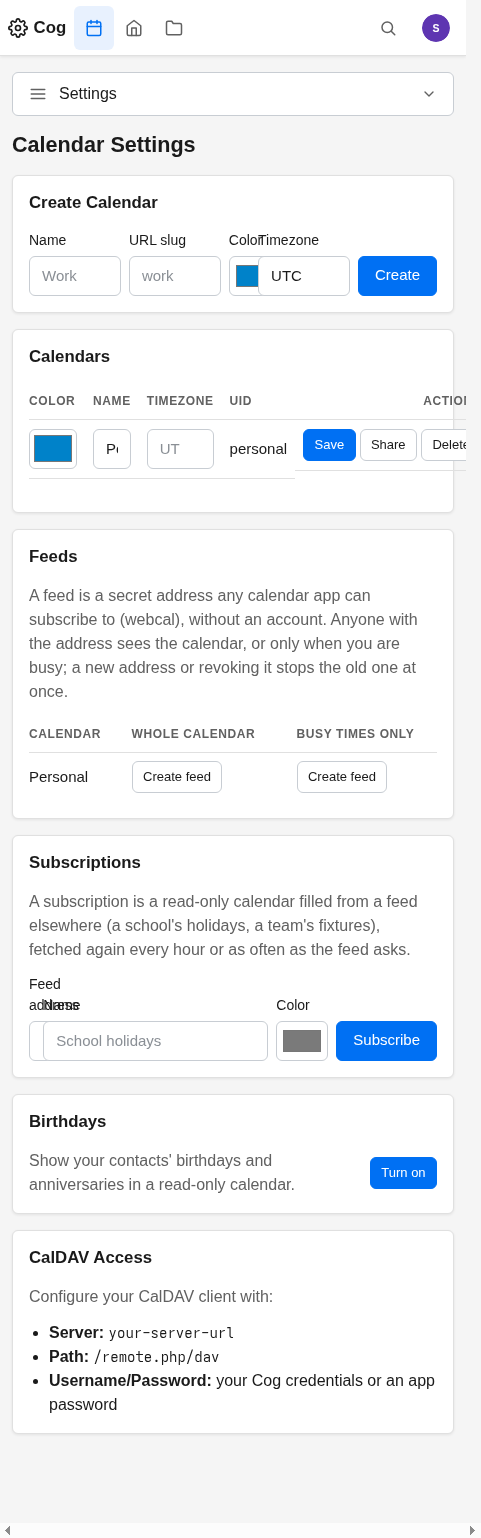 Cog
S
Settings
Calendar Settings
Create Calendar
Name URL slug Color Timezone
Work work UTC Create
Calendars
COLOR NAME TIMEZONE UID
UT personal Save Share Delete
Feeds
A feed is a secret address any calendar app can
subscribe to (webcal), without an account. Anyone with
the address sees the calendar, or only when you are
busy; a new address or revoking it stops the old one at
once.
CALENDAR WHOLE CALENDAR BUSY TIMES ONLY
Personal Create feed Create feed
Subscriptions
A subscription is a read-only calendar filled from a feed
elsewhere (a school's holidays, a team's fixtures),
fetched again every hour or as often as the feed asks.
Feed
address Name Color
School holidays Subscribe
Birthdays
Show your contacts' birthdays and
anniversaries in a read-only calendar.
Turn on
CalDAV Access
Configure your CalDAV client with:
Server: your-server-url
Path: /remote.php/dav
Username/Password: your Cog credentials or an app
password